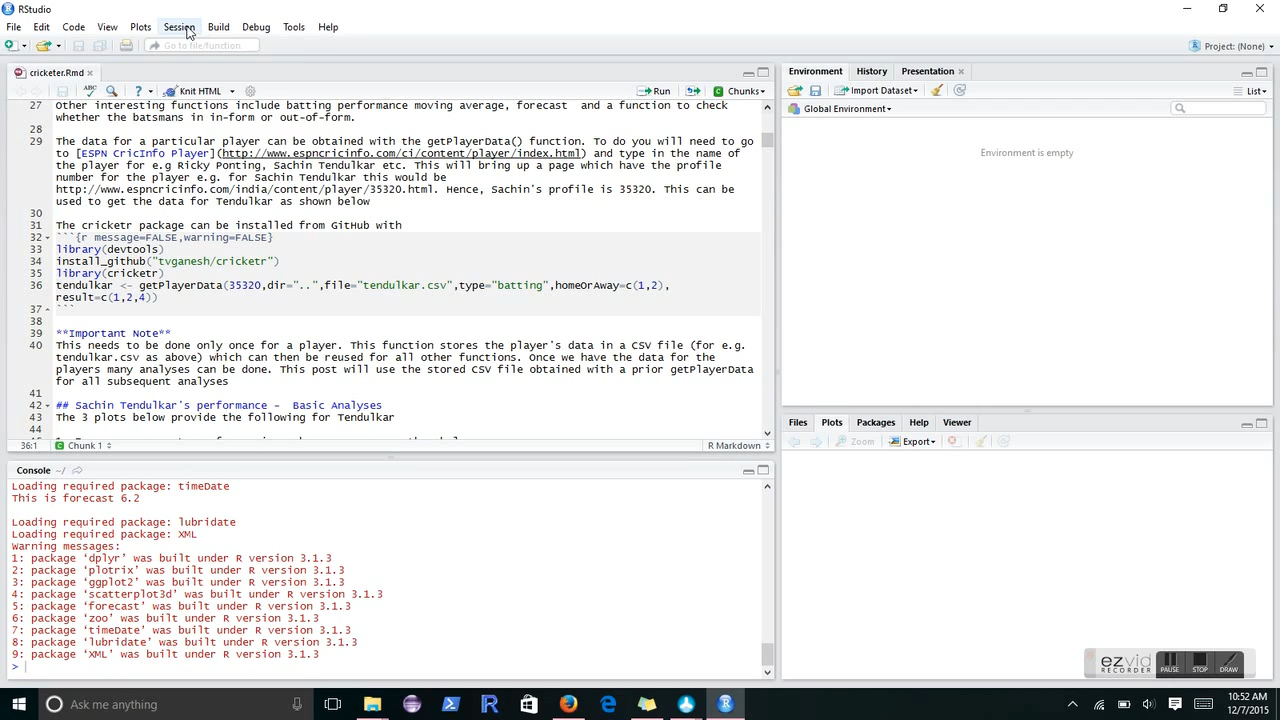 RStudio
File Edit Code View Plots Session Build Debug Tools Help
Go to file/function
Project: (None)
cricketer.Rmd
Environment History Presentation
ABC
Knit HTML
Run
Chunks
Import Dataset
List
27 Other interesting functions include batting performance moving average, forecast and a function to check
whether the batsmans in in-form or out-of-form.
Global Environment
28
29 The data for a particular player can be obtained with the getPlayerData() function. To do you will need to go
to [ESPN CricInfo Player](http://www.espncricinfo.com/ci/content/player/index.html) and type in the name of
the player for e.g Ricky Ponting, Sachin Tendulkar etc. This will bring up a page which have the profile
number for the player e.g. for Sachin Tendulkar this would be
http://www.espncricinfo.com/india/content/player/35320.html. Hence, Sachin's profile is 35320. This can be
used to get the data for Tendulkar as shown below
Environment is empty
30
31 The cricketr package can be installed from GitHub with
32 ```{r message=FALSE,warning=FALSE}
33 library(devtools)
34 install_github("tvganesh/cricketr")
35 library(cricketr)
36 tendulkar <- getPlayerData(35320,dir="..",file="tendulkar.csv",type="batting",homeOrAway=c(1,2),
result=c(1,2,4))
37 ```
38
39 **Important Note**
40 This needs to be done only once for a player. This function stores the player's data in a CSV file (for e.g.
tendulkar.csv as above) which can then be reused for all other functions. Once we have the data for the
players many analyses can be done. This post will use the stored CSV file obtained with a prior getPlayerData
for all subsequent analyses
41
42 ## Sachin Tendulkar's performance - Basic Analyses
43 The 3 plots below provide the following for Tendulkar
44
36:1 Chunk 1 R Markdown
Files Plots Packages Help Viewer
Zoom Export
Console ~/
Loading required package: timeDate
This is forecast 6.2
Loading required package: lubridate
Loading required package: XML
Warning messages:
1: package ‘dplyr’ was built under R version 3.1.3
2: package ‘plotrix’ was built under R version 3.1.3
3: package ‘ggplot2’ was built under R version 3.1.3
4: package ‘scatterplot3d’ was built under R version 3.1.3
5: package ‘forecast’ was built under R version 3.1.3
6: package ‘zoo’ was built under R version 3.1.3
7: package ‘timeDate’ was built under R version 3.1.3
8: package ‘lubridate’ was built under R version 3.1.3
9: package ‘XML’ was built under R version 3.1.3
>
ezvid
RECORDER
PAUSE STOP DRAW
Ask me anything
10:52 AM
12/7/2015